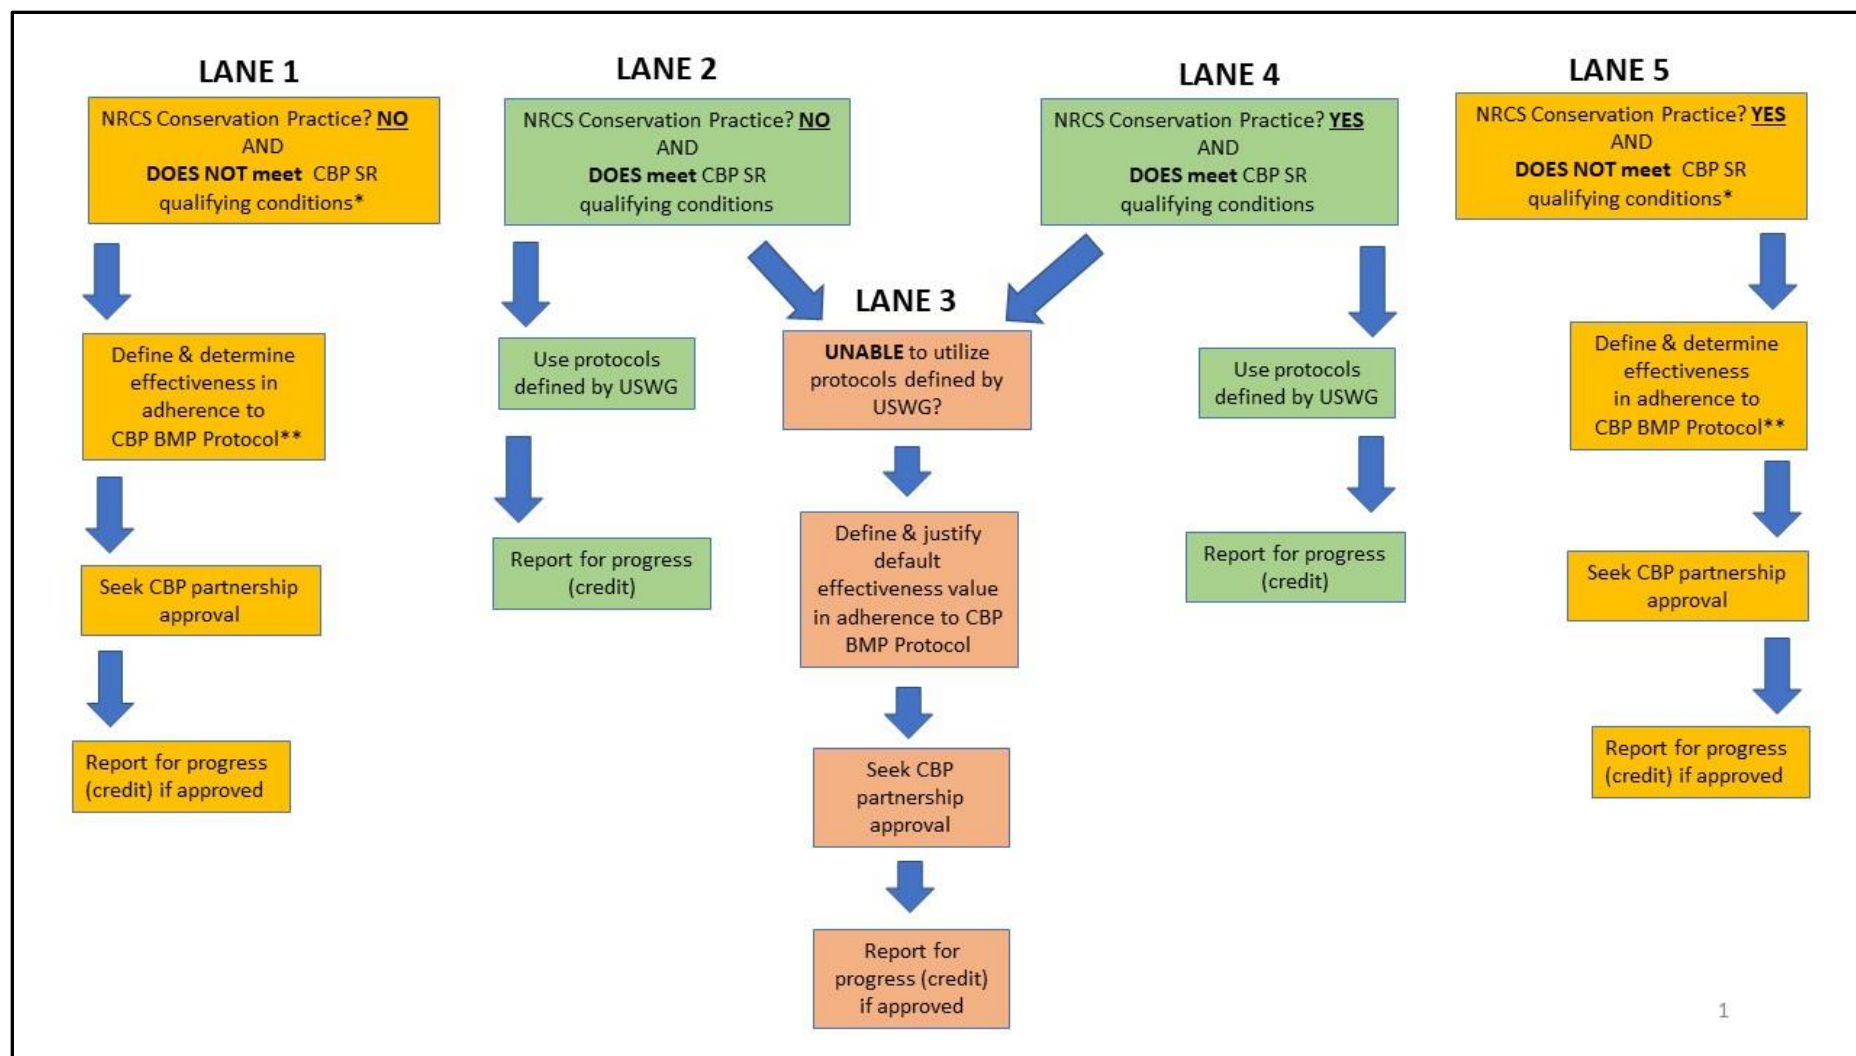 LANE 1
NRCS Conservation Practice? NO
AND
DOES NOT meet CBP SR
qualifying conditions*
Define & determine
effectiveness in
adherence to
CBP BMP Protocol**
Seek CBP partnership
approval
Report for progress
(credit) if approved
LANE 2
NRCS Conservation Practice? NO
AND
DOES meet CBP SR
qualifying conditions
Use protocols
defined by USWG
Report for progress
(credit)
LANE 3
UNABLE to utilize
protocols defined by
USWG?
Define & justify
default
effectiveness value
in adherence to CBP
BMP Protocol
Seek CBP
partnership
approval
Report for
progress (credit)
if approved
LANE 4
NRCS Conservation Practice? YES
AND
DOES meet CBP SR
qualifying conditions
Use protocols
defined by USWG
Report for progress
(credit)
LANE 5
NRCS Conservation Practice? YES
AND
DOES NOT meet CBP SR
qualifying conditions*
Define & determine
effectiveness
in adherence to
CBP BMP Protocol**
Seek CBP partnership
approval
Report for progress
(credit) if approved
1